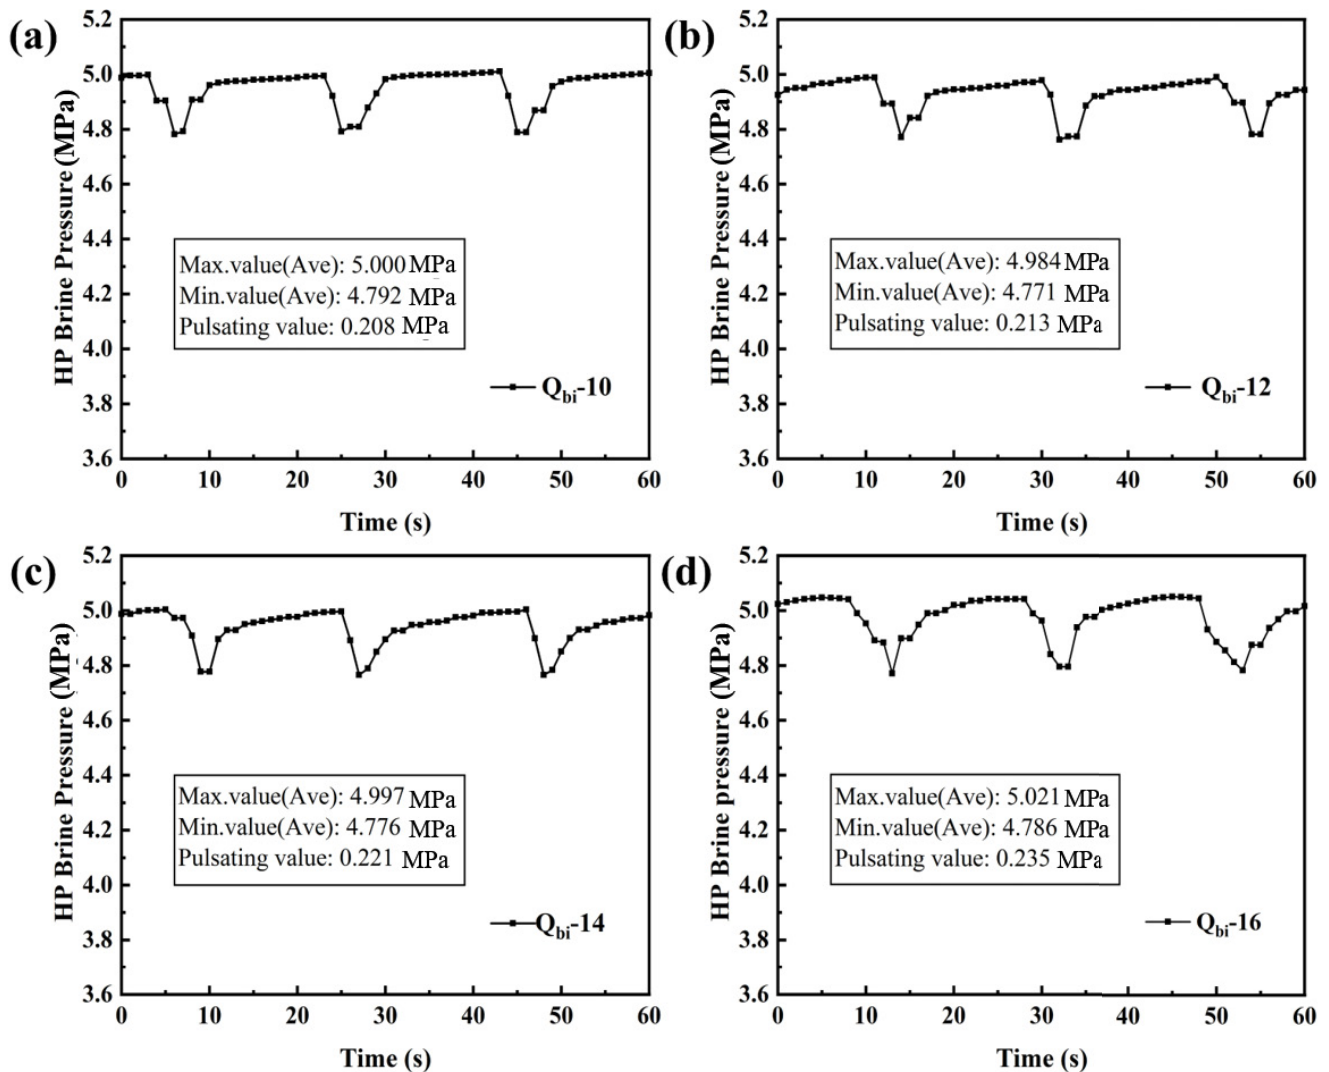 (a)
5.2
5.0
4.8
4.6
4.4
4.2
4.0
3.8
3.6
HP Brine Pressure (MPa)
Max.value(Ave): 5.000 MPa
Min.value(Ave): 4.792 MPa
Pulsating value: 0.208 MPa
Qbi-10
0 10 20 30 40 50 60
Time (s)
(b)
5.2
5.0
4.8
4.6
4.4
4.2
4.0
3.8
3.6
HP Brine Pressure (MPa)
Max.value(Ave): 4.984 MPa
Min.value(Ave): 4.771 MPa
Pulsating value: 0.213 MPa
Qbi-12
0 10 20 30 40 50 60
Time (s)
(c)
5.2
5.0
4.8
4.6
4.4
4.2
4.0
3.8
3.6
HP Brine Pressure (MPa)
Max.value(Ave): 4.997 MPa
Min.value(Ave): 4.776 MPa
Pulsating value: 0.221 MPa
Qbi-14
0 10 20 30 40 50 60
Time (s)
(d)
5.2
5.0
4.8
4.6
4.4
4.2
4.0
3.8
3.6
HP Brine pressure (MPa)
Max.value(Ave): 5.021 MPa
Min.value(Ave): 4.786 MPa
Pulsating value: 0.235 MPa
Qbi-16
0 10 20 30 40 50 60
Time (s)